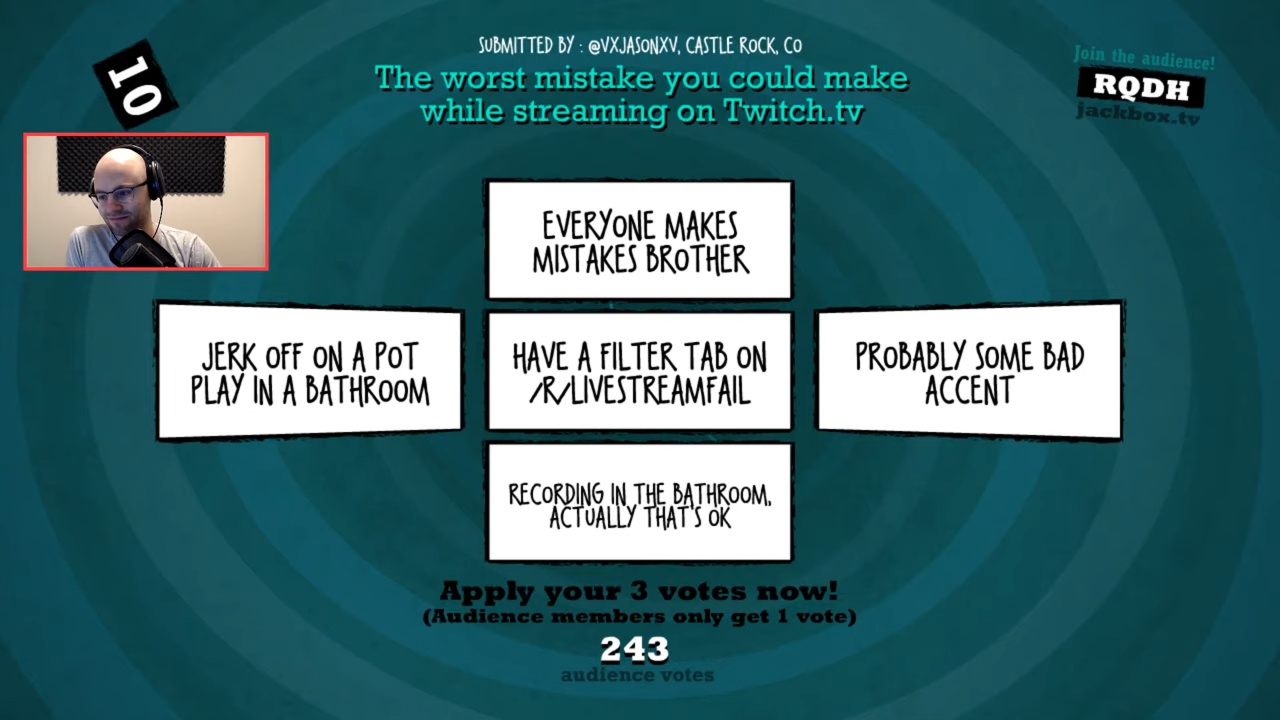 SUBMITTED BY : @VXJASONXV, CASTLE ROCK, CO
The worst mistake you could make
while streaming on Twitch.tv
10
Join the audience!
RQDH
jackbox.tv
EVERYONE MAKES
MISTAKES BROTHER
JERK OFF ON A POT
PLAY IN A BATHROOM
HAVE A FILTER TAB ON
/R/LIVESTREAMFAIL
PROBABLY SOME BAD
ACCENT
RECORDING IN THE BATHROOM,
ACTUALLY THAT'S OK
Apply your 3 votes now!
(Audience members only get 1 vote)
243
audience votes